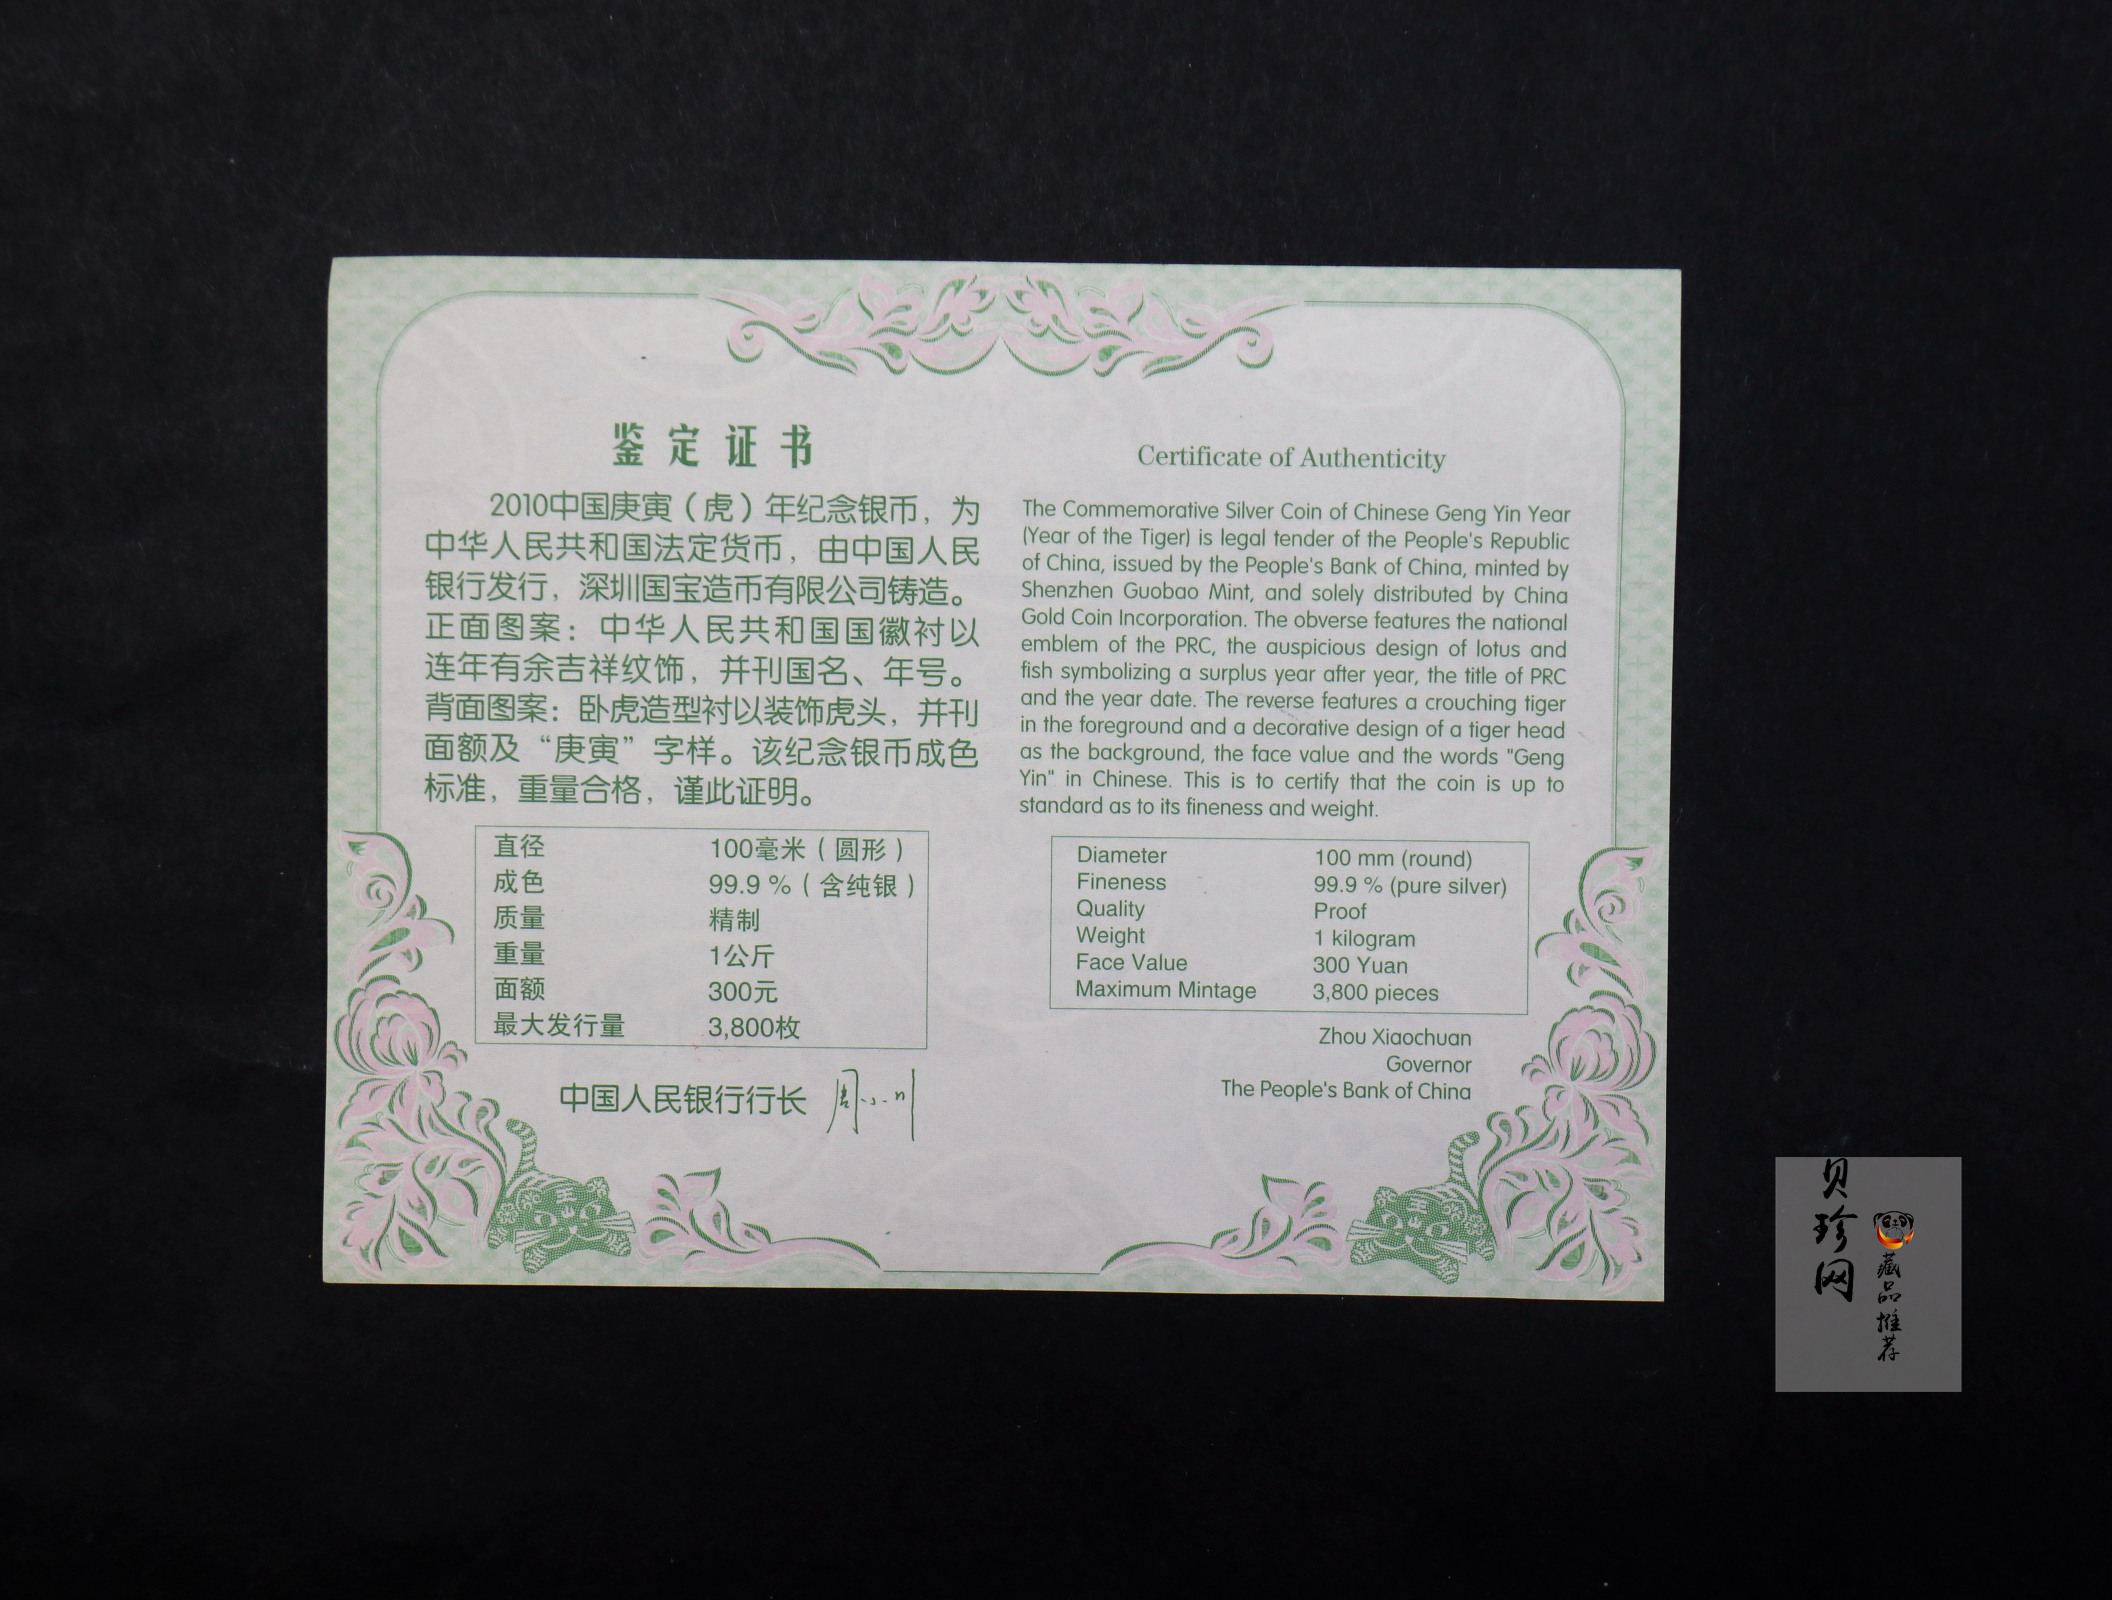 鉴定证书
2010中国庚寅（虎）年纪念银币，为
中华人民共和国法定货币，由中国人民
银行发行，深圳国宝造币有限公司铸造。
正面图案：中华人民共和国国徽衬以
连年有余吉祥纹饰，并刊国名、年号。
背面图案：卧虎造型衬以装饰虎头，并刊
面额及“庚寅”字样。该纪念银币成色
标准，重量合格，谨此证明。
直径 100毫米（圆形）
成色 99.9 %（含纯银）
质量 精制
重量 1公斤
面额 300元
最大发行量 3,800枚
中国人民银行行长 周小川
Certificate of Authenticity
The Commemorative Silver Coin of Chinese Geng Yin Year
(Year of the Tiger) is legal tender of the People's Republic
of China, issued by the People's Bank of China, minted by
Shenzhen Guobao Mint, and solely distributed by China
Gold Coin Incorporation. The obverse features the national
emblem of the PRC, the auspicious design of lotus and
fish symbolizing a surplus year after year, the title of PRC
and the year date. The reverse features a crouching tiger
in the foreground and a decorative design of a tiger head
as the background, the face value and the words "Geng
Yin" in Chinese. This is to certify that the coin is up to
standard as to its fineness and weight.
Diameter 100 mm (round)
Fineness 99.9 % (pure silver)
Quality Proof
Weight 1 kilogram
Face Value 300 Yuan
Maximum Mintage 3,800 pieces
Zhou Xiaochuan
Governor
The People's Bank of China
王
王
贝珍网
藏品推荐